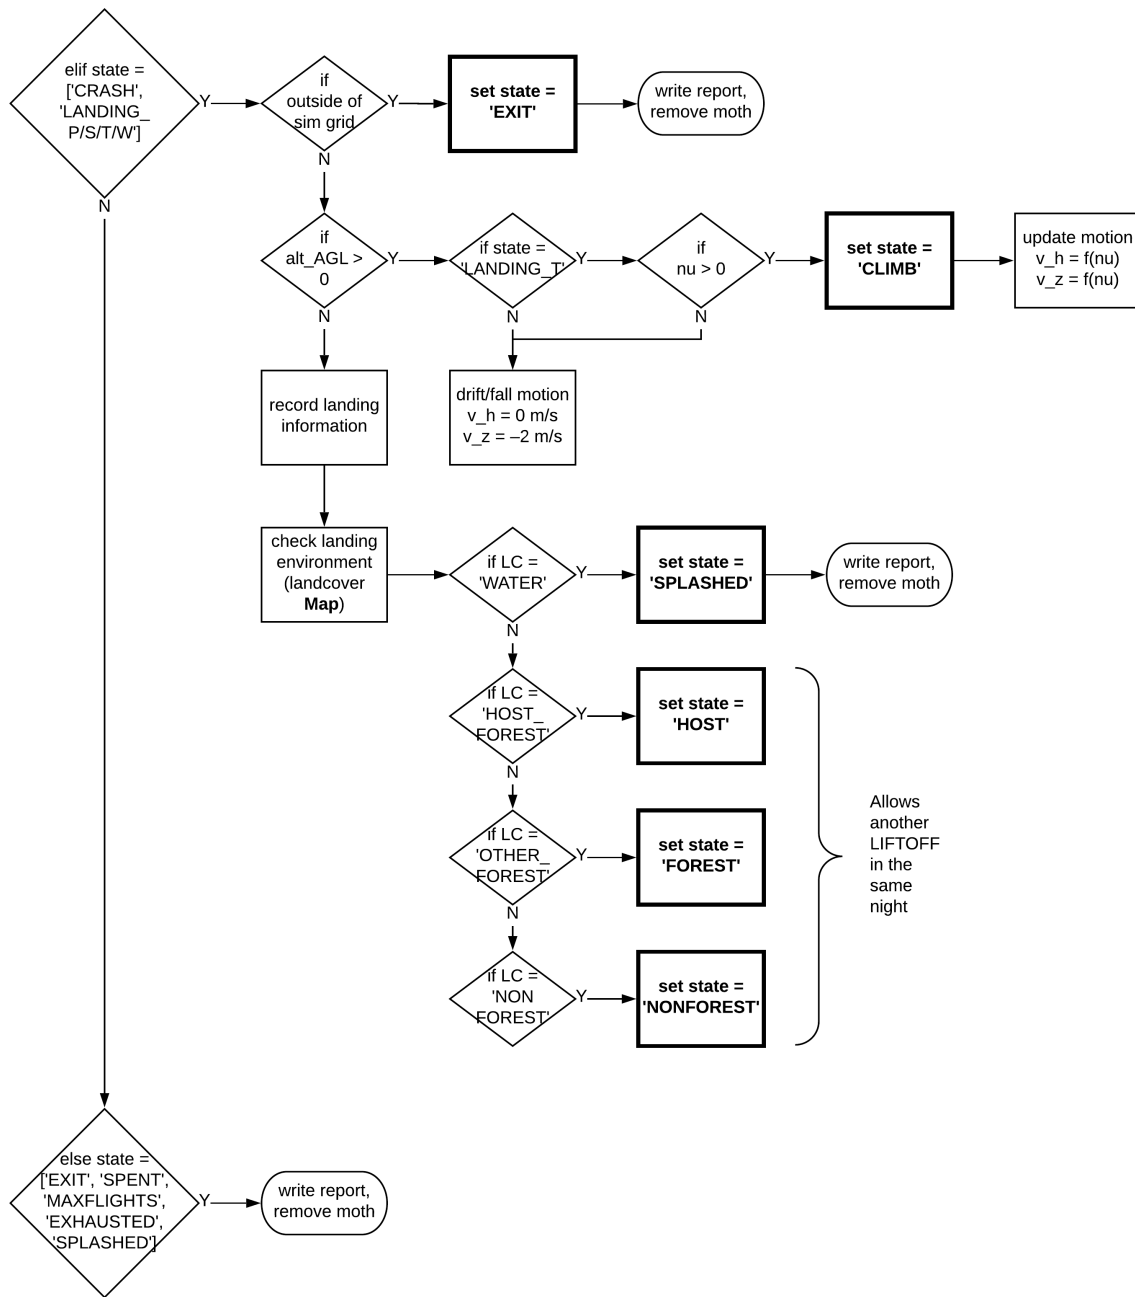 elif state =
['CRASH',
'LANDING_
P/S/T/W']
Y
N
if
outside of
sim grid
Y
N
set state =
'EXIT'
write report,
remove moth
if
alt_AGL >
0
Y
N
if state =
'LANDING_T'
Y
N
if
nu > 0
Y
N
set state =
'CLIMB'
update motion
v_h = f(nu)
v_z = f(nu)
record landing
information
drift/fall motion
v_h = 0 m/s
v_z = –2 m/s
check landing
environment
(landcover
Map)
if LC =
'WATER'
Y
N
set state =
'SPLASHED'
write report,
remove moth
if LC =
'HOST_
FOREST'
Y
N
set state =
'HOST'
if LC =
'OTHER_
FOREST'
Y
N
set state =
'FOREST'
if LC =
'NON
FOREST'
Y
set state =
'NONFOREST'
Allows
another
LIFTOFF
in the
same
night
else state =
['EXIT', 'SPENT',
'MAXFLIGHTS',
'EXHAUSTED',
'SPLASHED']
Y
write report,
remove moth